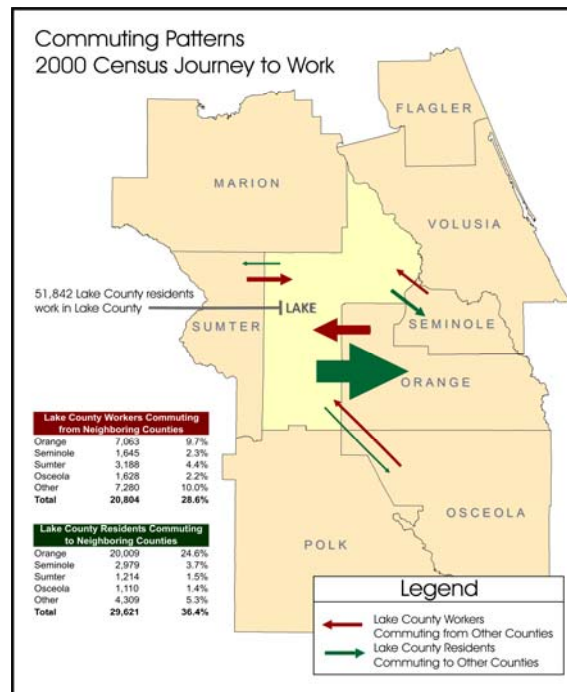 Commuting Patterns
2000 Census Journey to Work
FLAGLER
MARION
VOLUSIA
51,842 Lake County residents
work in Lake County
LAKE
SUMTER
SEMINOLE
ORANGE
Lake County Workers Commuting
from Neighboring Counties
Orange 7,063 9.7%
Seminole 1,645 2.3%
Sumter 3,188 4.4%
Osceola 1,628 2.2%
Other 7,280 10.0%
Total 20,804 28.6%
Lake County Residents Commuting
to Neighboring Counties
Orange 20,009 24.6%
Seminole 2,979 3.7%
Sumter 1,214 1.5%
Osceola 1,110 1.4%
Other 4,309 5.3%
Total 29,621 36.4%
OSCEOLA
POLK
Legend
Lake County Workers
Commuting from Other Counties
Lake County Residents
Commuting to Other Counties